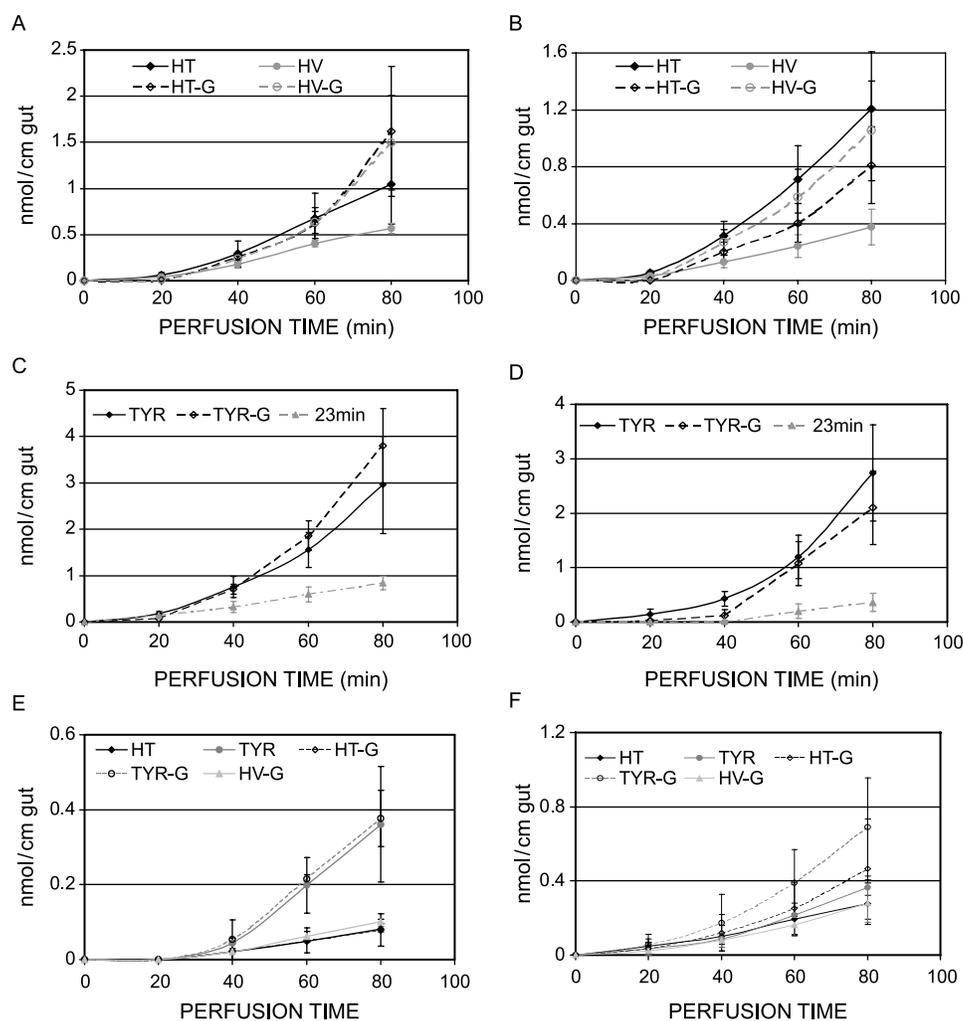 A
2.5
HT HV
HT-G HV-G
2
1.5
1
0.5
0
0 20 40 60 80 100
nmol/cm gut
PERFUSION TIME (min)
B
1.6
HT HV
HT-G HV-G
1.2
0.8
0.4
0
0 20 40 60 80 100
nmol/cm gut
PERFUSION TIME (min)
C
5
TYR TYR-G 23min
4
3
2
1
0
0 20 40 60 80 100
nmol/cm gut
PERFUSION TIME (min)
D
4
TYR TYR-G 23min
3
2
1
0
0 20 40 60 80 100
nmol/cm gut
PERFUSION TIME (min)
E
0.6
HT TYR HT-G
TYR-G HV-G
0.4
0.2
0
0 20 40 60 80 100
nmol/cm gut
PERFUSION TIME
F
1.2
HT TYR HT-G
TYR-G HV-G
0.8
0.4
0
0 20 40 60 80 100
nmol/cm gut
PERFUSION TIME